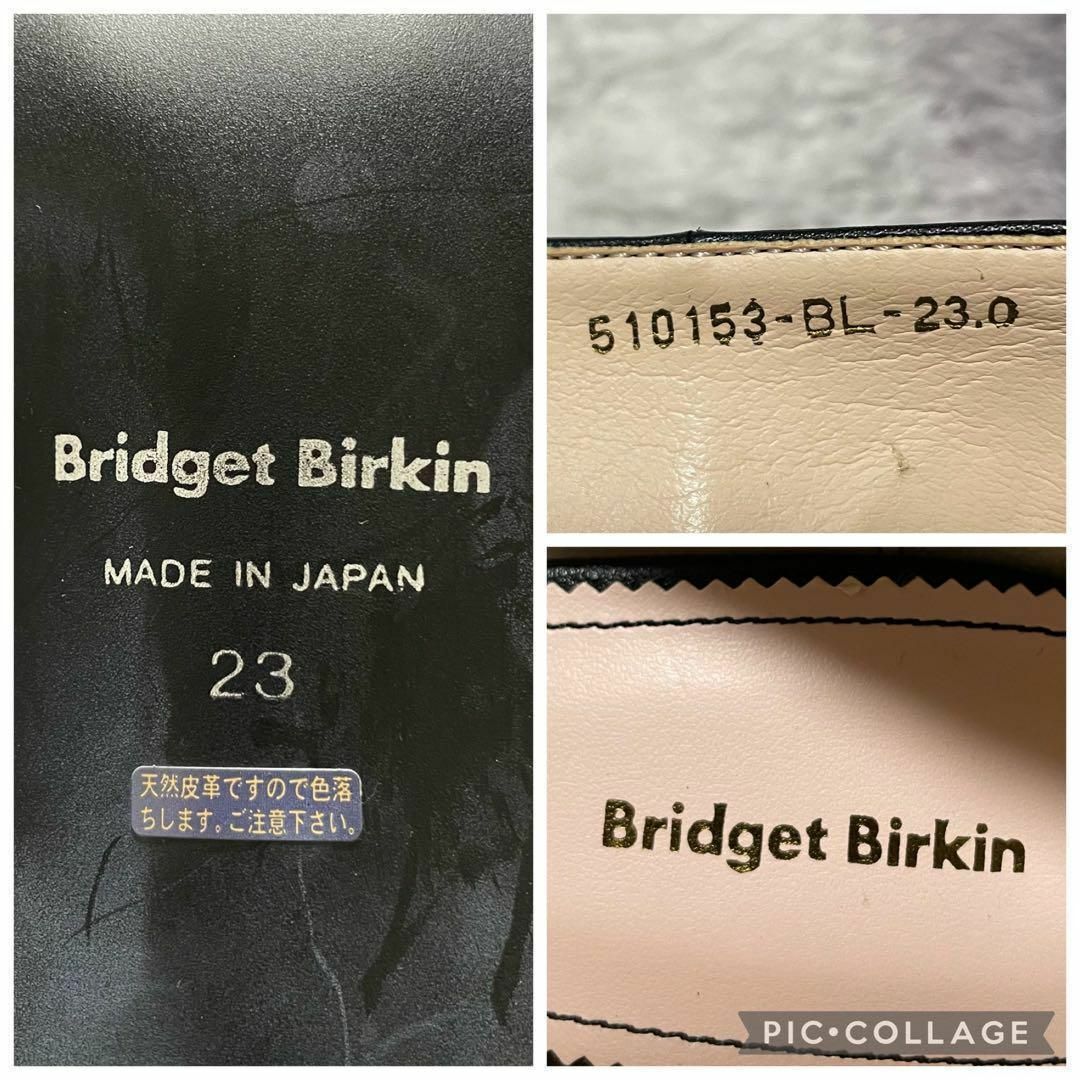 Bridget Birkin
MADE IN JAPAN
23
天然皮革ですので色落
ちします。ご注意下さい。
510153-BL-23.0
Bridget Birkin
PIC•COLLAGE